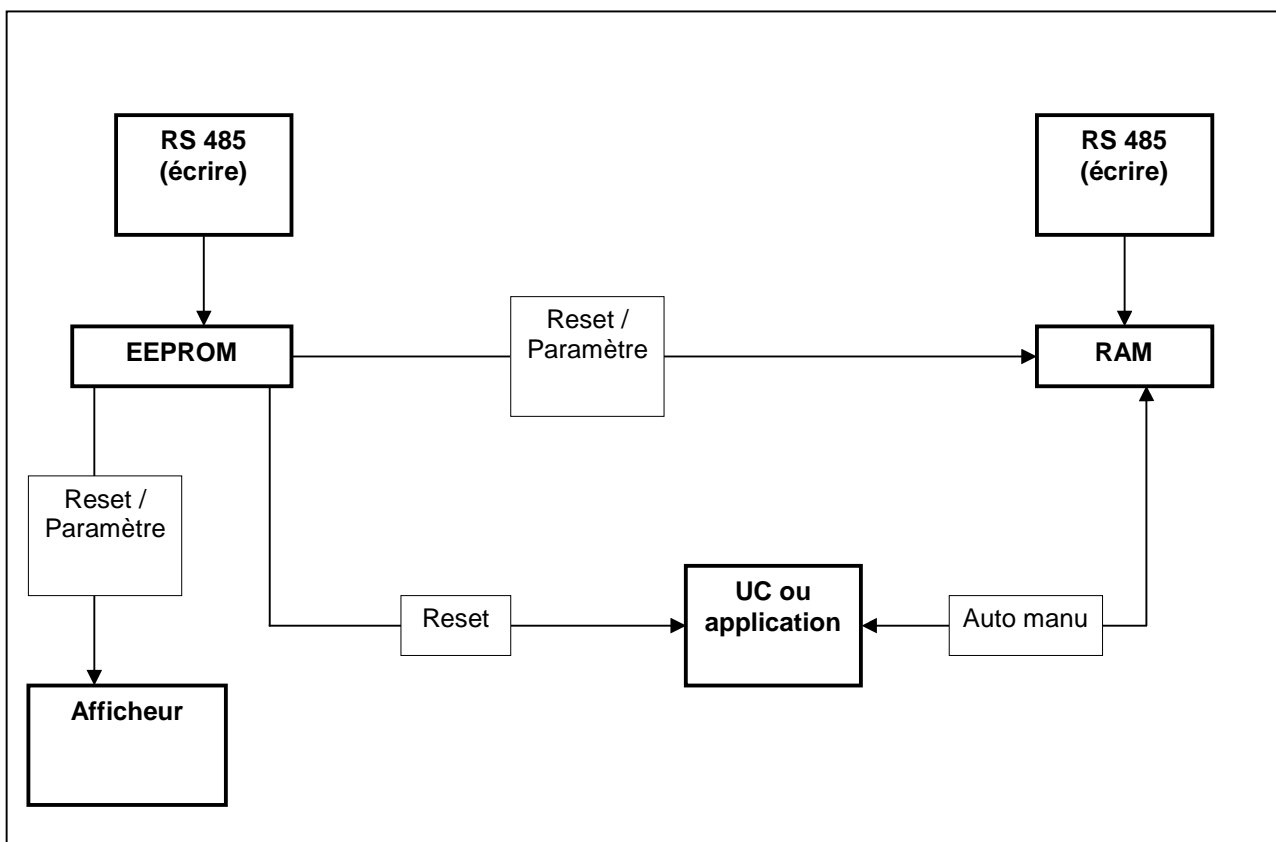 RS 485
(écrire)
RS 485
(écrire)
EEPROM
Reset /
Paramètre
RAM
Reset /
Paramètre
Reset
UC ou
application
Auto manu
Afficheur